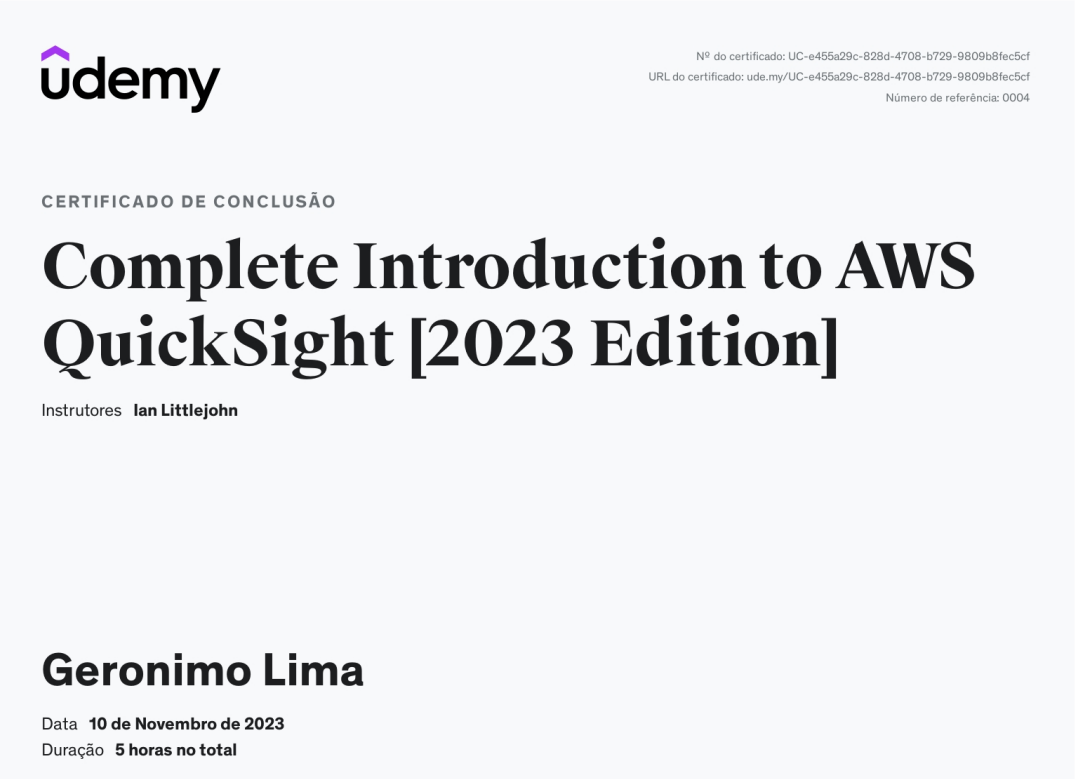 udemy
Nº do certificado: UC-e455a29c-828d-4708-b729-9809b8fec5cf
URL do certificado: ude.my/UC-e455a29c-828d-4708-b729-9809b8fec5cf
Número de referência: 0004
CERTIFICADO DE CONCLUSÃO
Complete Introduction to AWS
QuickSight [2023 Edition]
Instrutores Ian Littlejohn
Geronimo Lima
Data 10 de Novembro de 2023
Duração 5 horas no total